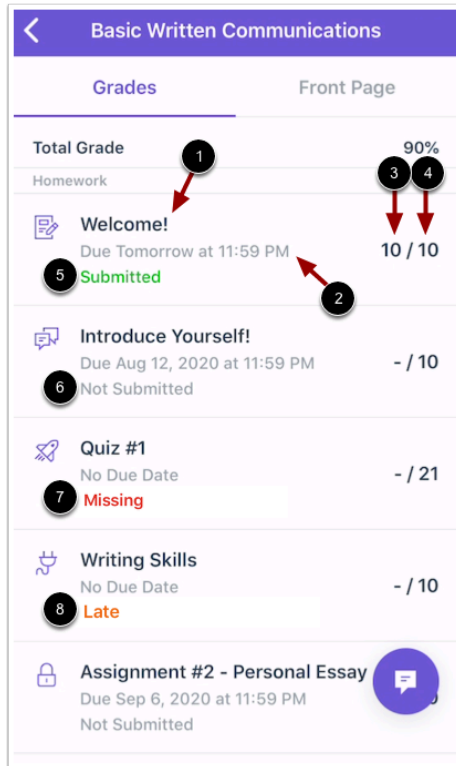 Basic Written Communications
Grades Front Page
Total Grade 90%
1
3 4
Homework
Welcome!
Due Tomorrow at 11:59 PM 10 / 10
5 Submitted
2
Introduce Yourself!
Due Aug 12, 2020 at 11:59 PM - / 10
6 Not Submitted
Quiz #1
No Due Date - / 21
7 Missing
Writing Skills
No Due Date - / 10
8 Late
Assignment #2 - Personal Essay
Due Sep 6, 2020 at 11:59 PM
Not Submitted